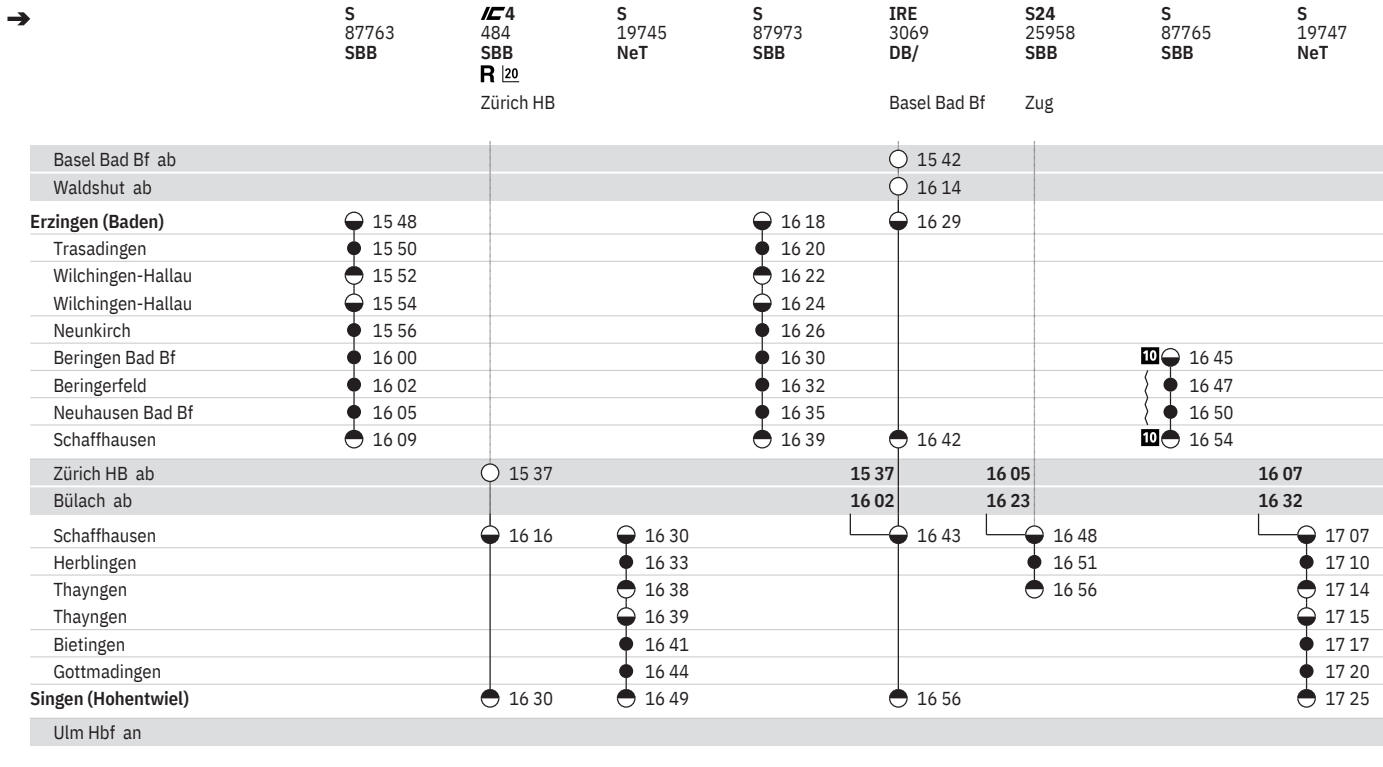 ➔ S IC4 S S IRE S24 S S
87763 484 19745 87973 3069 25958 87765 19747
SBB SBB NeT SBB DB/ SBB SBB NeT
R 20
Zürich HB Basel Bad Bf Zug
Basel Bad Bf ab 15 42
Waldshut ab 16 14
Erzingen (Baden) 15 48 16 18 16 29
Trasadingen 15 50 16 20
Wilchingen-Hallau 15 52 16 22
Wilchingen-Hallau 15 54 16 24
Neunkirch 15 56 16 26
Beringen Bad Bf 16 00 16 30 10 16 45
Beringerfeld 16 02 16 32 16 47
Neuhausen Bad Bf 16 05 16 35 16 50
Schaffhausen 16 09 16 39 16 42 10 16 54
Zürich HB ab 15 37 15 37 16 05 16 07
Bülach ab 16 02 16 23 16 32
Schaffhausen 16 16 16 30 16 43 16 48 17 07
Herblingen 16 33 16 51 17 10
Thayngen 16 38 16 56 17 14
Thayngen 16 39 17 15
Bietingen 16 41 17 17
Gottmadingen 16 44 17 20
Singen (Hohentwiel) 16 30 16 49 16 56 17 25
Ulm Hbf an